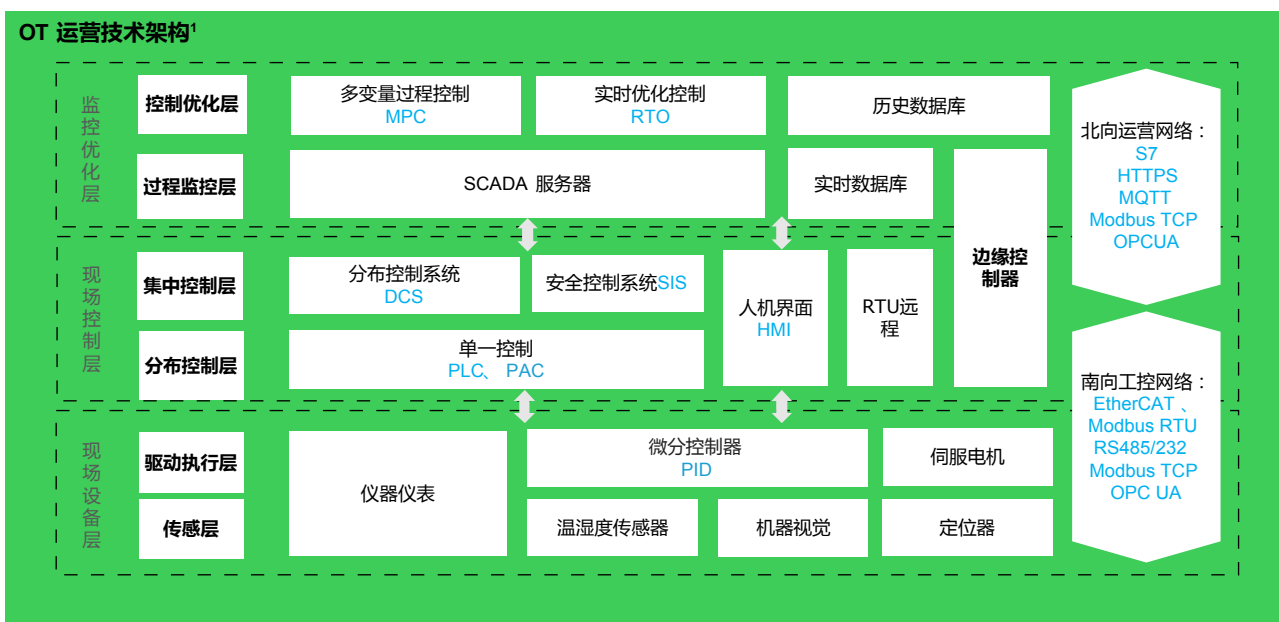 OT 运营技术架构¹
监
控
优
化
层
控制优化层
多变量过程控制
MPC
实时优化控制
RTO
历史数据库
过程监控层
SCADA 服务器
实时数据库
边缘控
制器
北向运营网络：
S7
HTTPS
MQTT
Modbus TCP
OPCUA
现
场
控
制
层
集中控制层
分布控制系统
DCS
安全控制系统SIS
人机界面
HMI
RTU远
程
分布控制层
单一控制
PLC、 PAC
南向工控网络：
EtherCAT 、
Modbus RTU
RS485/232
Modbus TCP
OPC UA
现
场
设
备
层
驱动执行层
仪器仪表
微分控制器
PID
伺服电机
传感层
温湿度传感器
机器视觉
定位器